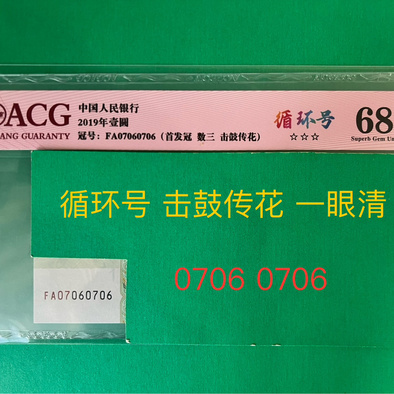 ACG
ANG GUARANTY
中国人民银行
2019年壹圆
冠号：FA07060706（首发冠 数三 击鼓传花）
循环号
☆☆☆
68
Superb Gem Un
循环号 击鼓传花 一眼清
0706 0706
FA07060706